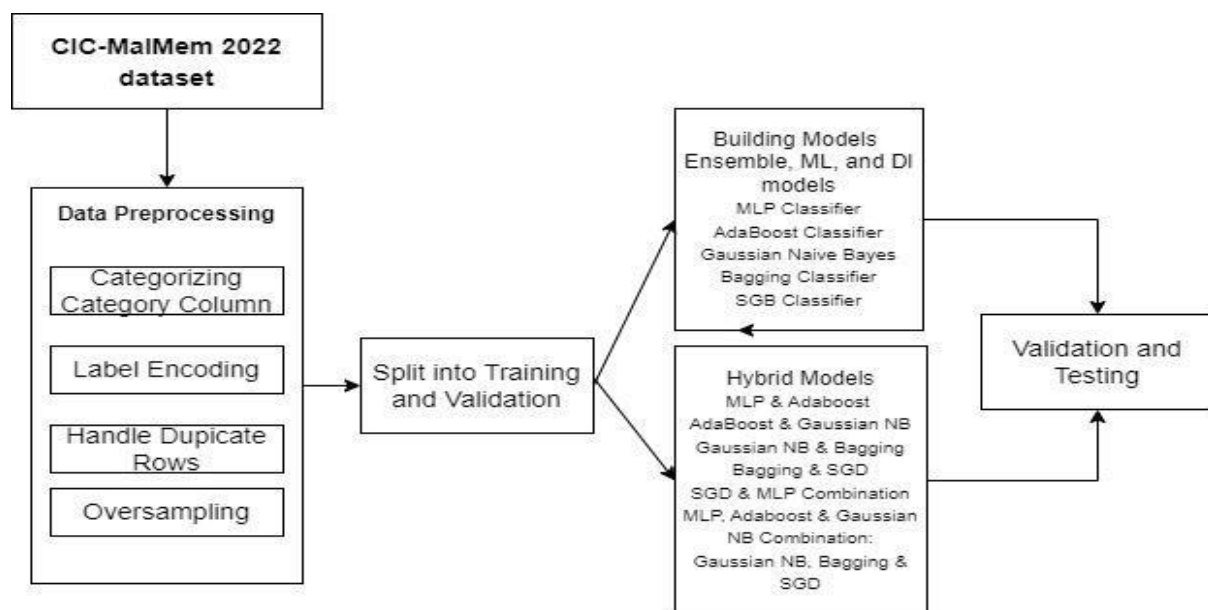 CIC-MalMem 2022
dataset
Data Preprocessing
Categorizing
Category Column
Label Encoding
Handle Dupicate
Rows
Oversampling
Split into Training
and Validation
Building Models
Ensemble, ML, and DI
models
MLP Classifier
AdaBoost Classifier
Gaussian Naive Bayes
Bagging Classifier
SGB Classifier
Hybrid Models
MLP & Adaboost
AdaBoost & Gaussian NB
Gaussian NB & Bagging
Bagging & SGD
SGD & MLP Combination
MLP, Adaboost & Gaussian
NB Combination:
Gaussian NB, Bagging &
SGD
Validation and
Testing